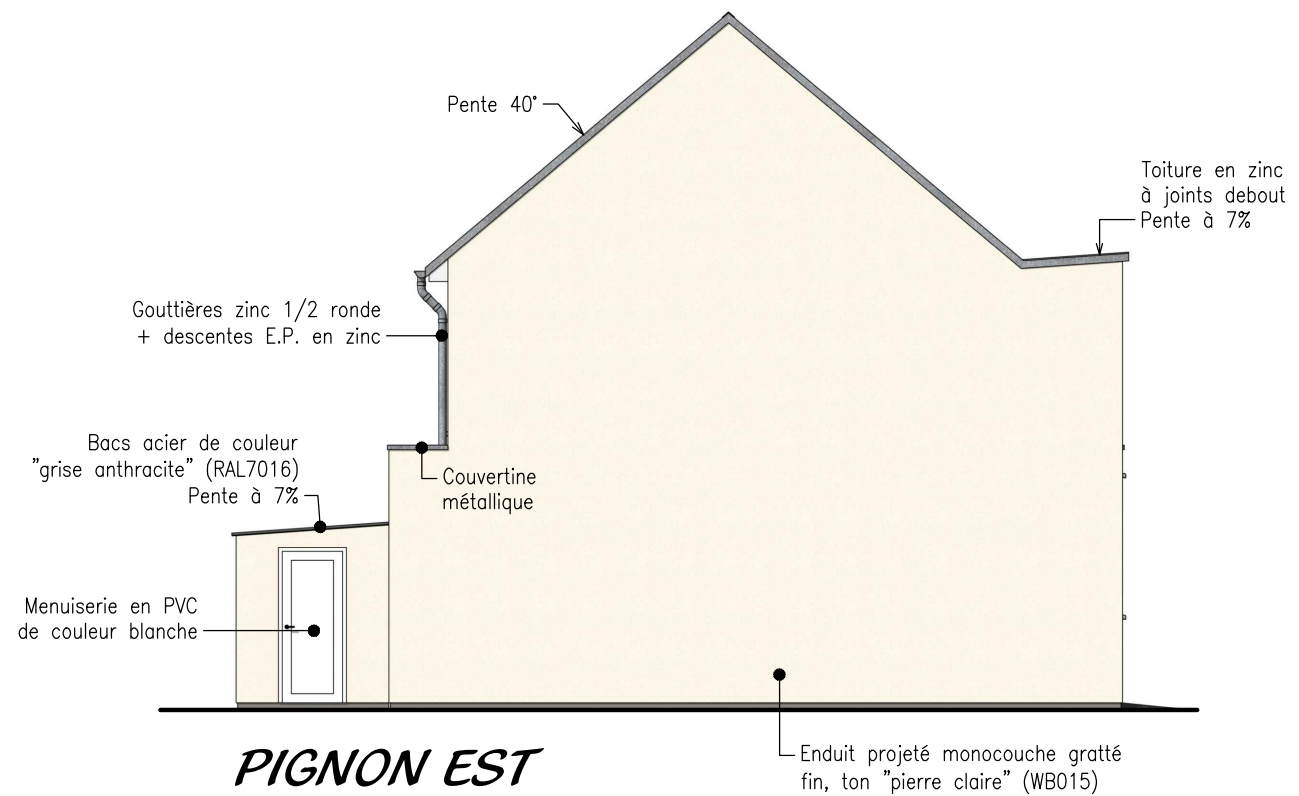 Pente 40°
Toiture en zinc
à joints debout
Pente à 7%
Gouttières zinc 1/2 ronde
+ descentes E.P. en zinc
Bacs acier de couleur
"grise anthracite" (RAL7016)
Pente à 7%
Couvertine
métallique
Menuiserie en PVC
de couleur blanche
Enduit projeté monocouche gratté
fin, ton "pierre claire" (WB015)
PIGNON EST